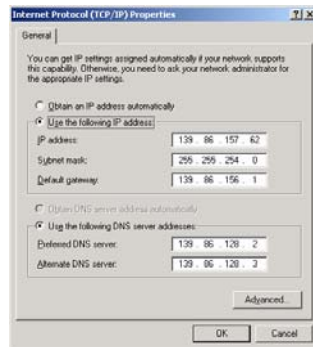 Internet Protocol (TCP/IP) Properties
General
You can get IP settings assigned automatically if your network supports
this capability. Otherwise, you need to ask your network administrator for
the appropriate IP settings.
Obtain an IP address automatically
Use the following IP address:
IP address: 139 . 86 . 157 . 62
Subnet mask: 255 . 255 . 254 . 0
Default gateway: 139 . 86 . 156 . 1
Obtain DNS server address automatically
Use the following DNS server addresses:
Preferred DNS server: 139 . 86 . 128 . 2
Alternate DNS server: 139 . 86 . 128 . 3
Advanced...
OK Cancel